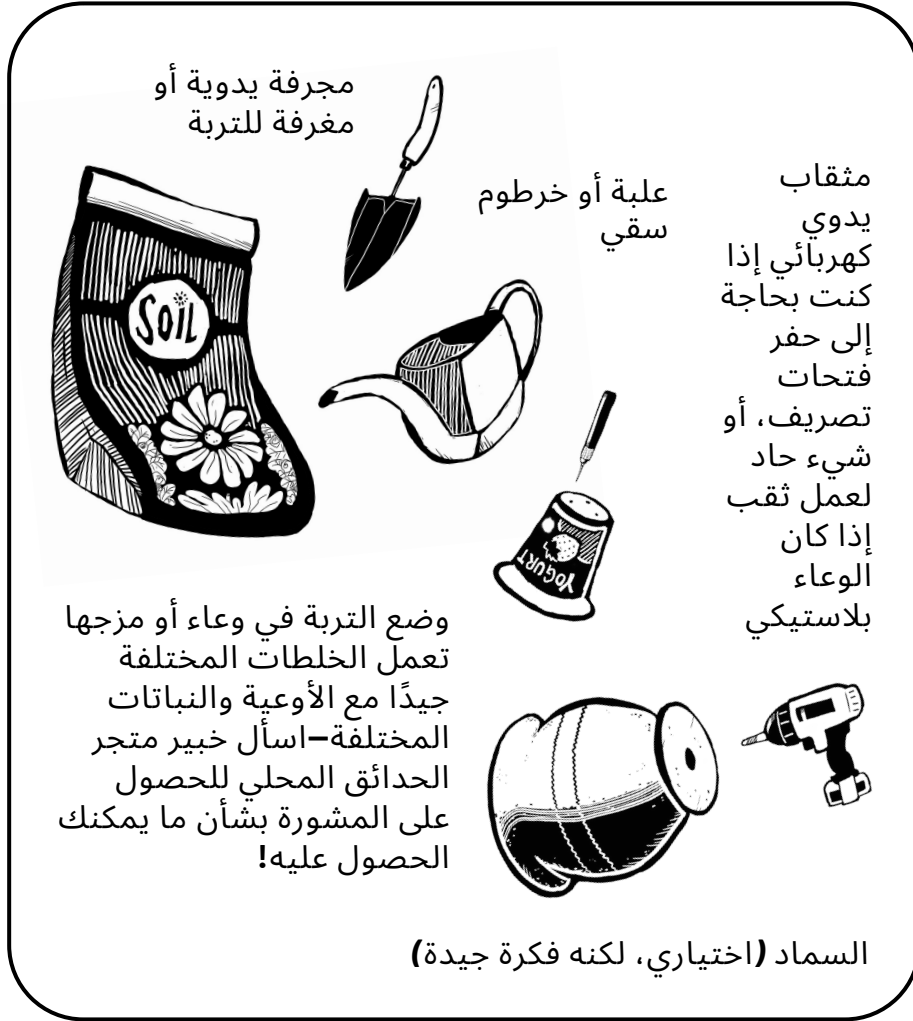 مجرفة يدوية أو
مغرفة للتربة
علبة أو خرطوم
سقي
مثقاب
يدوي
كهربائي إذا
كنت بحاجة
إلى حفر
فتحات
تصريف، أو
شيء حاد
لعمل ثقب
إذا كان
الوعاء
بلاستيكي
SOIL
YOGURT
وضع التربة في وعاء أو مزجها
تعمل الخلطات المختلفة
جيدًا مع الأوعية والنباتات
المختلفة–اسأل خبير متجر
الحدائق المحلي للحصول
على المشورة بشأن ما يمكنك
الحصول عليه!
السماد (اختياري، لكنه فكرة جيدة)